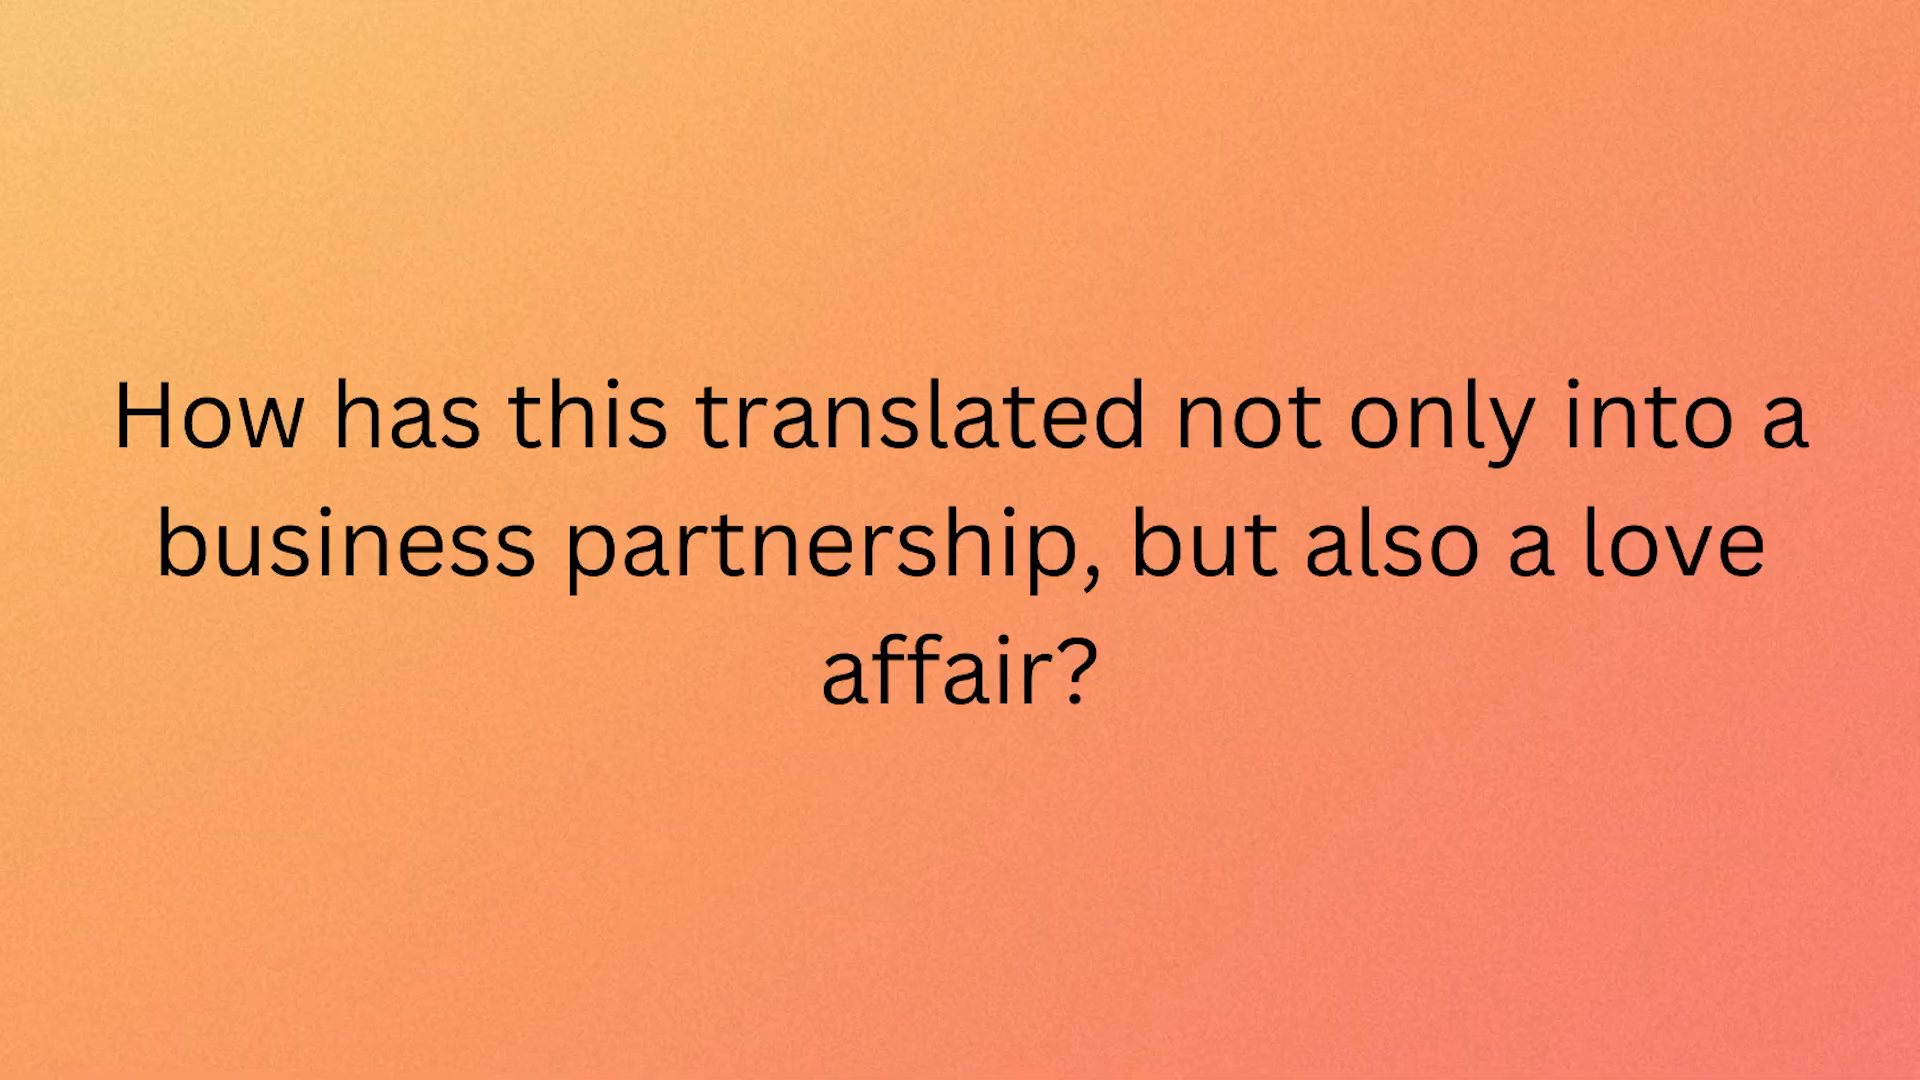 How has this translated not only into a
business partnership, but also a love
affair?